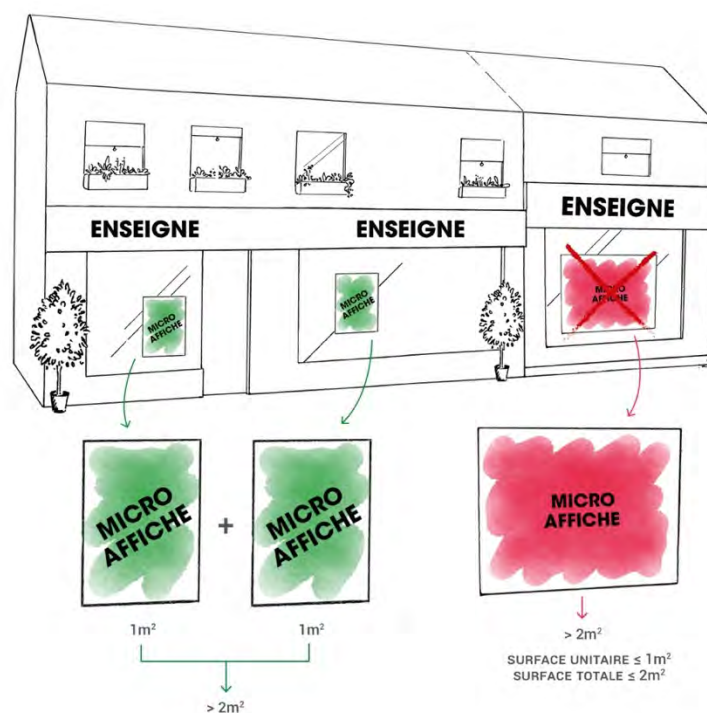 ENSEIGNE
ENSEIGNE
ENSEIGNE
MICRO
AFFICHE
MICRO
AFFICHE
MICRO
AFFICHE
MICRO
AFFICHE
+
MICRO
AFFICHE
MICRO
AFFICHE
1m²
1m²
> 2m²
> 2m²
SURFACE UNITAIRE ≤ 1m²
SURFACE TOTALE ≤ 2m²